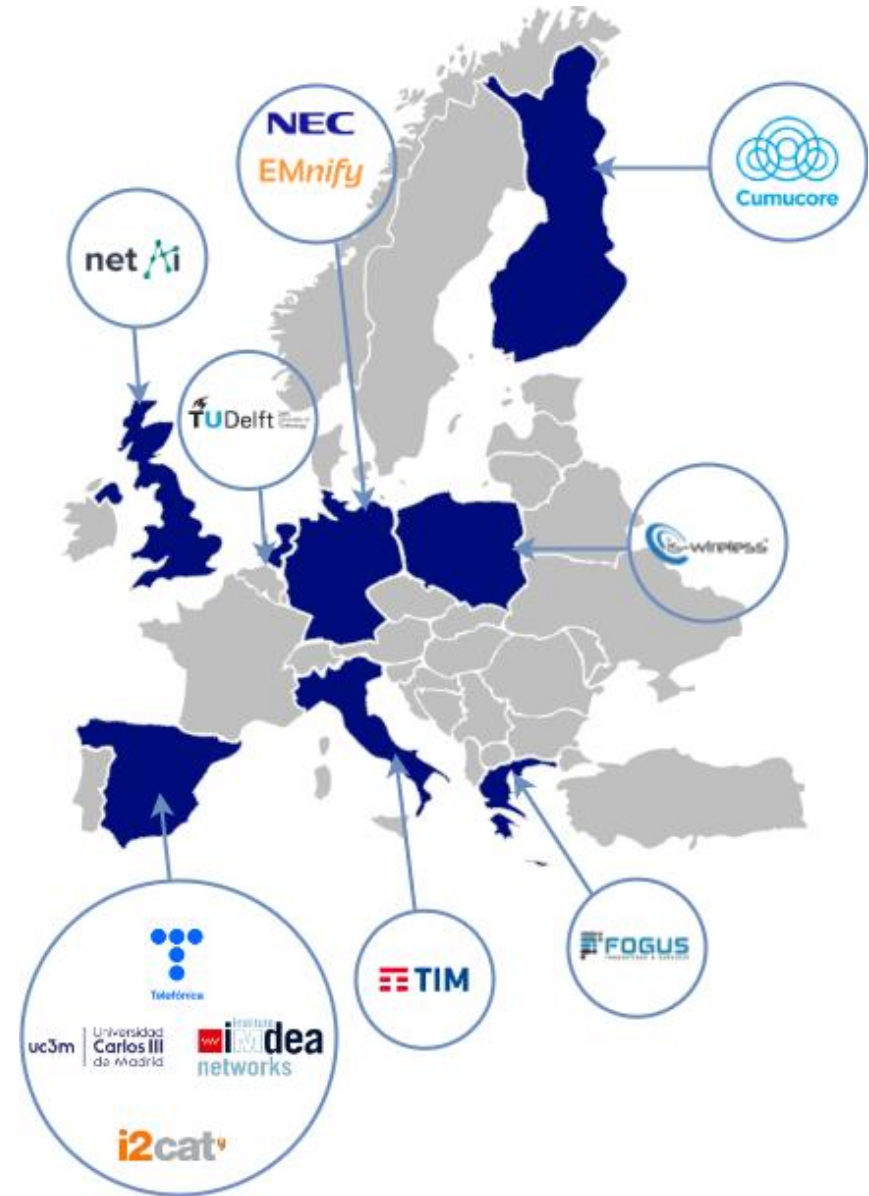 NEC
EMnify
Cumucore
net Ai
TUDelft
is-wireless
Telefónica
uc3m
Universidad
Carlos III
de Madrid
instituto
imdea
networks
i2cat
TIM
FOGUS